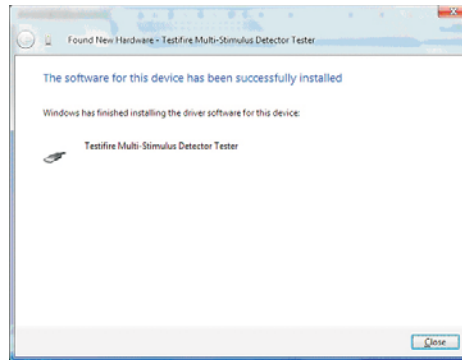 Found New Hardware - Testifire Multi-Stimulus Detector Tester
The software for this device has been successfully installed
Windows has finished installing the driver software for this device:
Testifire Multi-Stimulus Detector Tester
Close